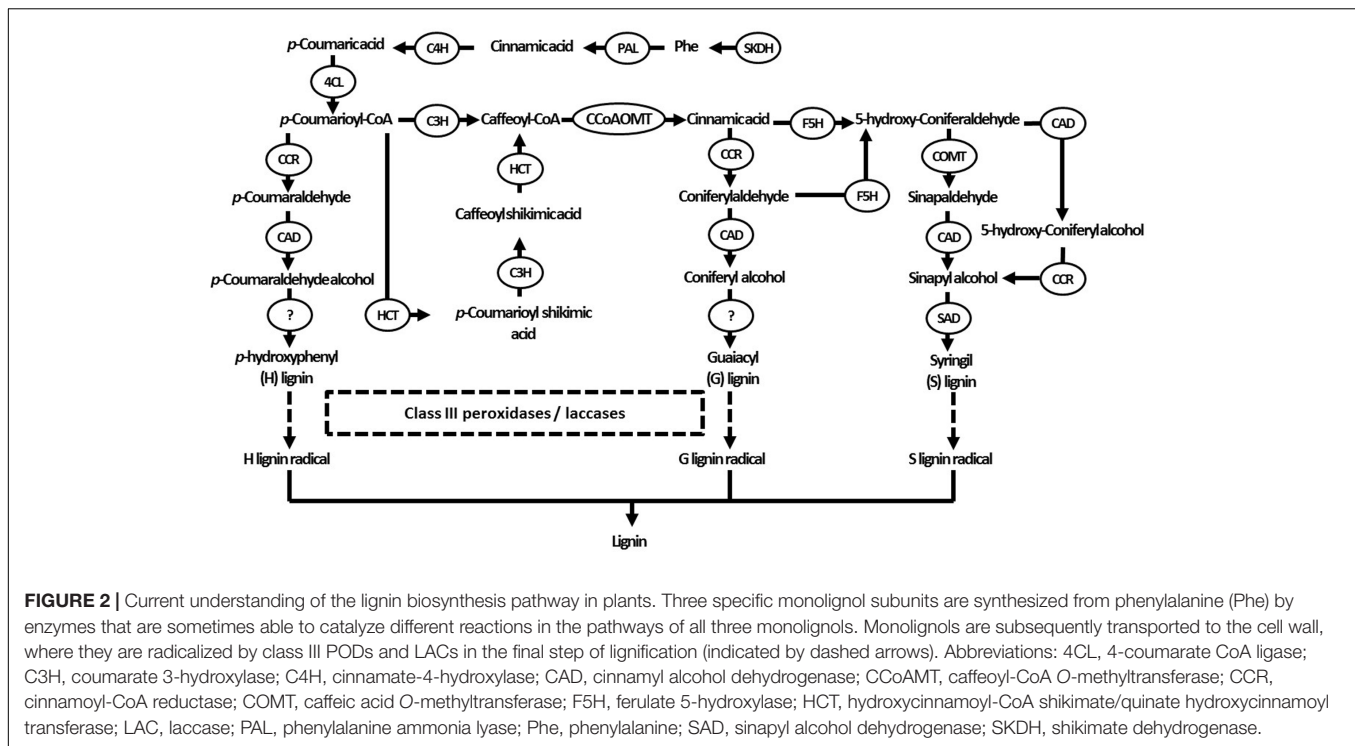 p-Coumaricacid C4H Cinnamicacid PAL Phe SKDH
4CL
p-Coumarioyl-CoA C3H Caffeoyl-CoA CCoAOMT Cinnamicacid F5H 5-hydroxy-Coniferaldehyde CAD
CCR HCT CCR COMT
p-Coumaraldehyde Coniferylaldehyde F5H Sinapaldehyde
Caffeoyl shikimicacid
CAD CAD CAD 5-hydroxy-Coniferyl alcohol
p-Coumaraldehyde alcohol C3H Coniferyl alcohol Sinapyl alcohol CCR
? HCT p-Coumarioyl shikimic ? SAD
acid
p-hydroxyphenyl Guaiacyl Syringil
(H) lignin (G) lignin (S) lignin
Class III peroxidases / laccases
H lignin radical G lignin radical S lignin radical
Lignin
FIGURE 2 | Current understanding of the lignin biosynthesis pathway in plants. Three specific monolignol subunits are synthesized from phenylalanine (Phe) by
enzymes that are sometimes able to catalyze different reactions in the pathways of all three monolignols. Monolignols are subsequently transported to the cell wall,
where they are radicalized by class III PODs and LACs in the final step of lignification (indicated by dashed arrows). Abbreviations: 4CL, 4-coumarate CoA ligase;
C3H, coumarate 3-hydroxylase; C4H, cinnamate-4-hydroxylase; CAD, cinnamyl alcohol dehydrogenase; CCoAMT, caffeoyl-CoA O-methyltransferase; CCR,
cinnamoyl-CoA reductase; COMT, caffeic acid O-methyltransferase; F5H, ferulate 5-hydroxylase; HCT, hydroxycinnamoyl-CoA shikimate/quinate hydroxycinnamoyl
transferase; LAC, laccase; PAL, phenylalanine ammonia lyase; Phe, phenylalanine; SAD, sinapyl alcohol dehydrogenase; SKDH, shikimate dehydrogenase.